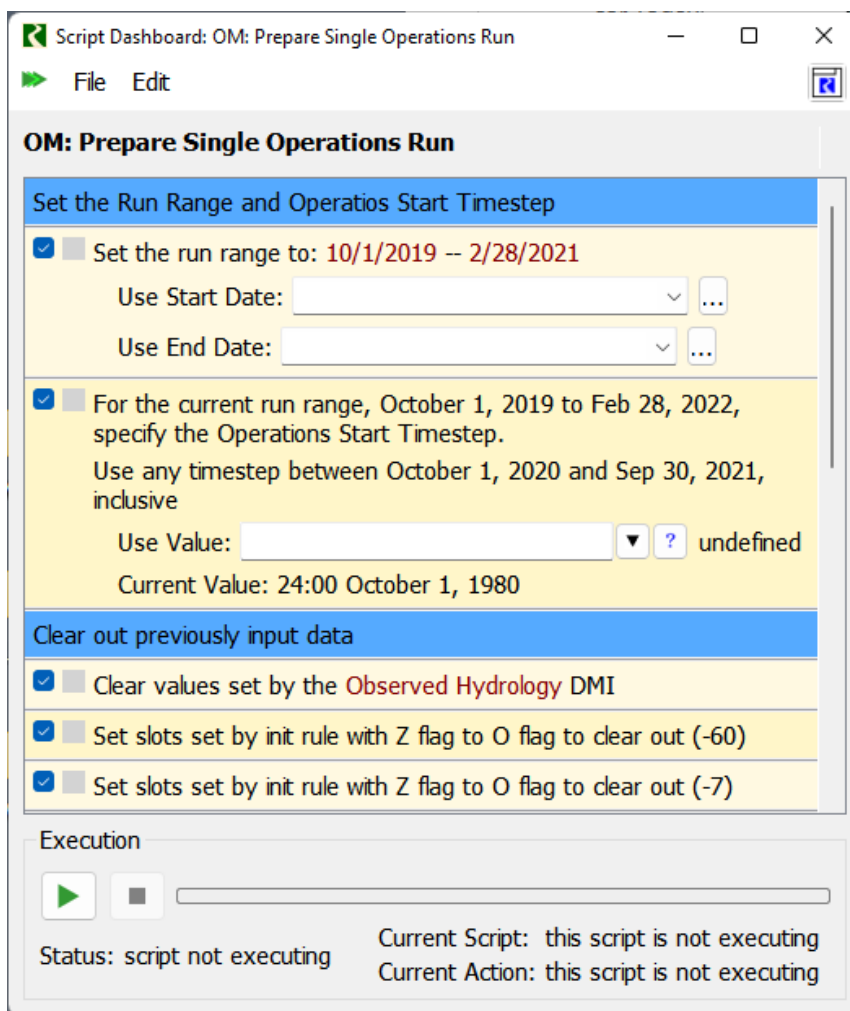 Script Dashboard: OM: Prepare Single Operations Run
File Edit
OM: Prepare Single Operations Run
Set the Run Range and Operatios Start Timestep
Set the run range to: 10/1/2019 -- 2/28/2021
Use Start Date:
...
Use End Date:
...
For the current run range, October 1, 2019 to Feb 28, 2022,
specify the Operations Start Timestep.
Use any timestep between October 1, 2020 and Sep 30, 2021,
inclusive
Use Value: ? undefined
Current Value: 24:00 October 1, 1980
Clear out previously input data
Clear values set by the Observed Hydrology DMI
Set slots set by init rule with Z flag to O flag to clear out (-60)
Set slots set by init rule with Z flag to O flag to clear out (-7)
Execution
Status: script not executing
Current Script: this script is not executing
Current Action: this script is not executing